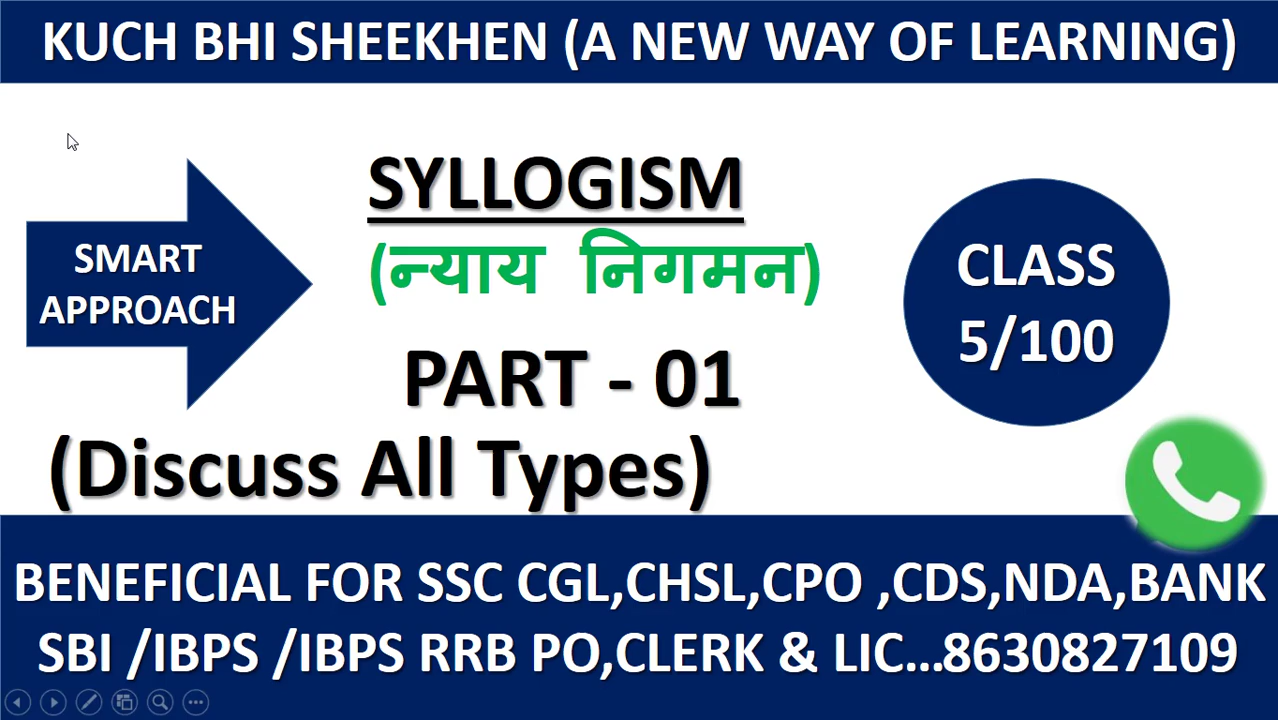 KUCH BHI SHEEKHEN (A NEW WAY OF LEARNING)
SYLLOGISM
(न्याय निगमन)
SMART
APPROACH
CLASS
5/100
PART - 01
(Discuss All Types)
BENEFICIAL FOR SSC CGL,CHSL,CPO ,CDS,NDA,BANK
SBI /IBPS /IBPS RRB PO,CLERK & LIC...8630827109